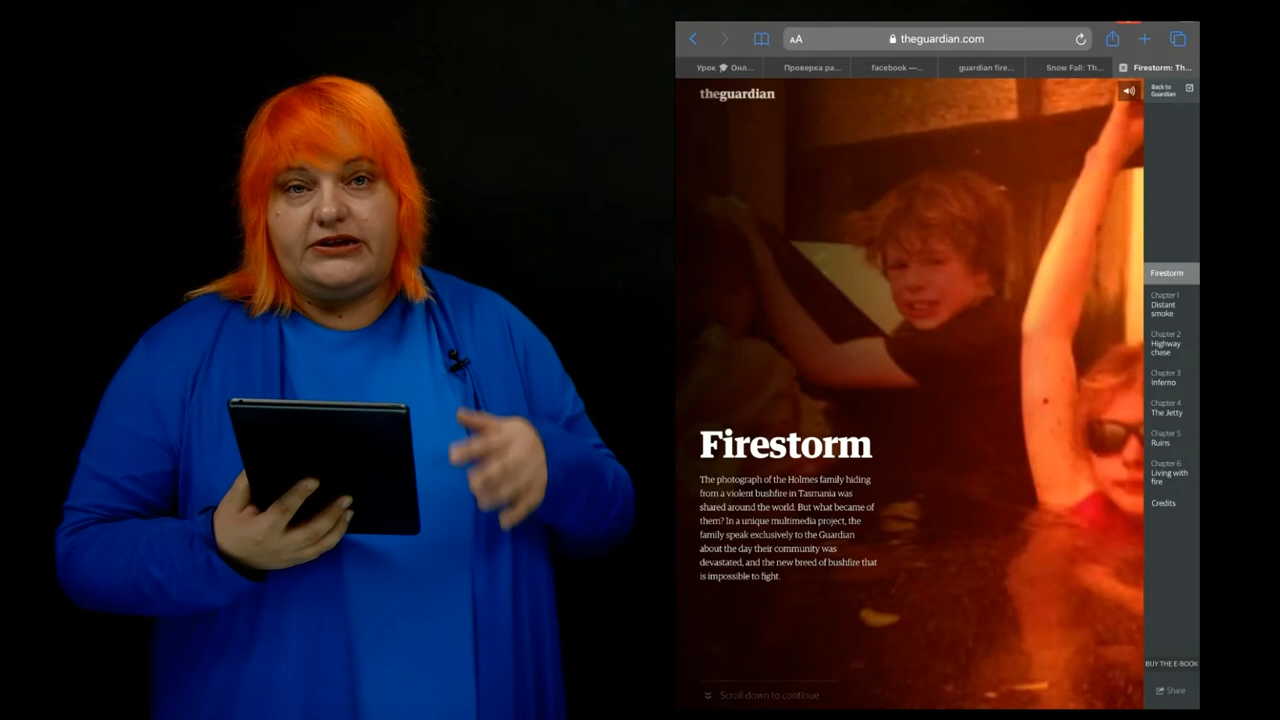 AA
theguardian.com
Урок 🎓 Онл...
Проверка ра...
facebook —...
guardian fire...
Snow Fall: Th...
Firestorm: Th...
theguardian
Back to
Guardian
Firestorm
Chapter 1
Distant
smoke
Chapter 2
Highway
chase
Chapter 3
Inferno
Chapter 4
The Jetty
Chapter 5
Ruins
Chapter 6
Living with
fire
Credits
Firestorm
The photograph of the Holmes family hiding
from a violent bushfire in Tasmania was
shared around the world. But what became of
them? In a unique multimedia project, the
family speak exclusively to the Guardian
about the day their community was
devastated, and the new breed of bushfire that
is impossible to fight.
BUY THE E-BOOK
Share
Scroll down to continue